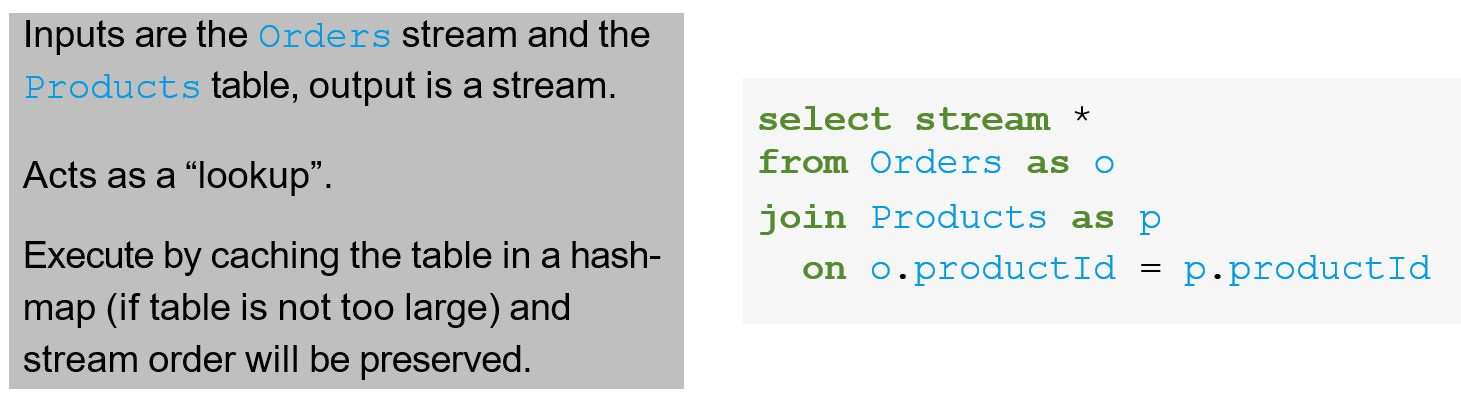 Inputs are the Orders stream and the
Products table, output is a stream.
Acts as a “lookup”.
Execute by caching the table in a hash-
map (if table is not too large) and
stream order will be preserved.
select stream *
from Orders as o
join Products as p
on o.productId = p.productId